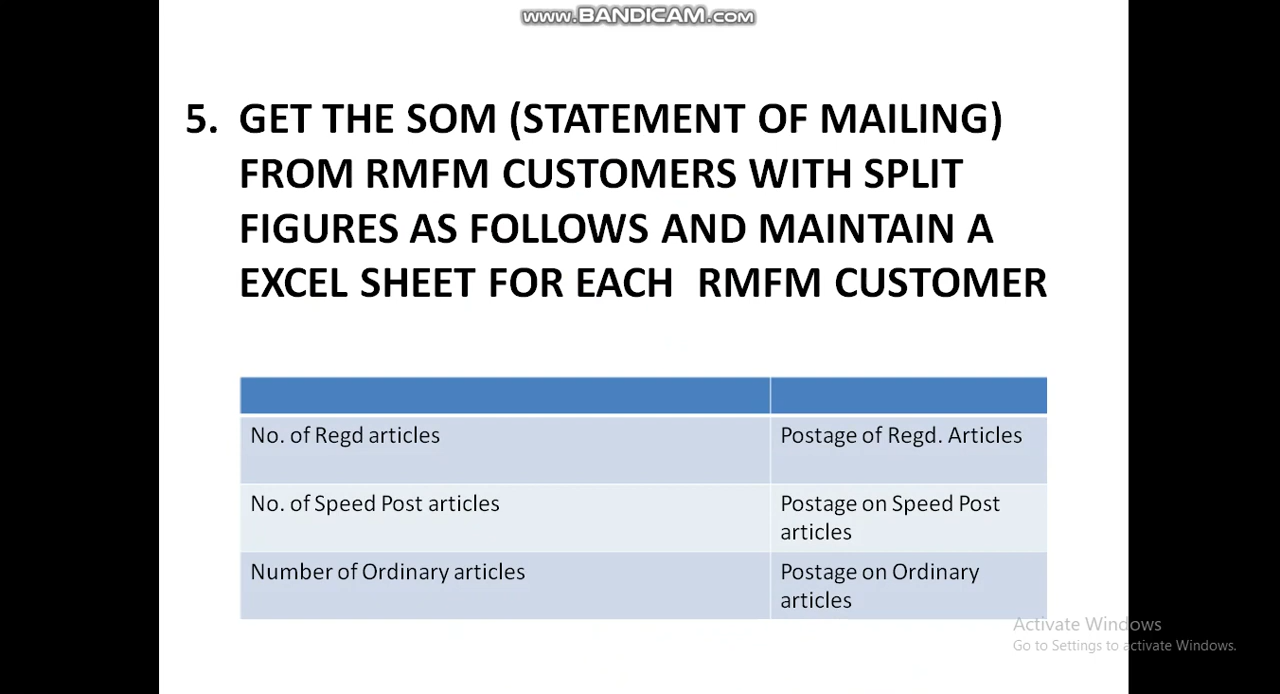 www.BANDICAM.com
5. GET THE SOM (STATEMENT OF MAILING)
FROM RMFM CUSTOMERS WITH SPLIT
FIGURES AS FOLLOWS AND MAINTAIN A
EXCEL SHEET FOR EACH RMFM CUSTOMER
No. of Regd articles
Postage of Regd. Articles
No. of Speed Post articles
Postage on Speed Post
articles
Number of Ordinary articles
Postage on Ordinary
articles
Activate Windows
Go to Settings to activate Windows.